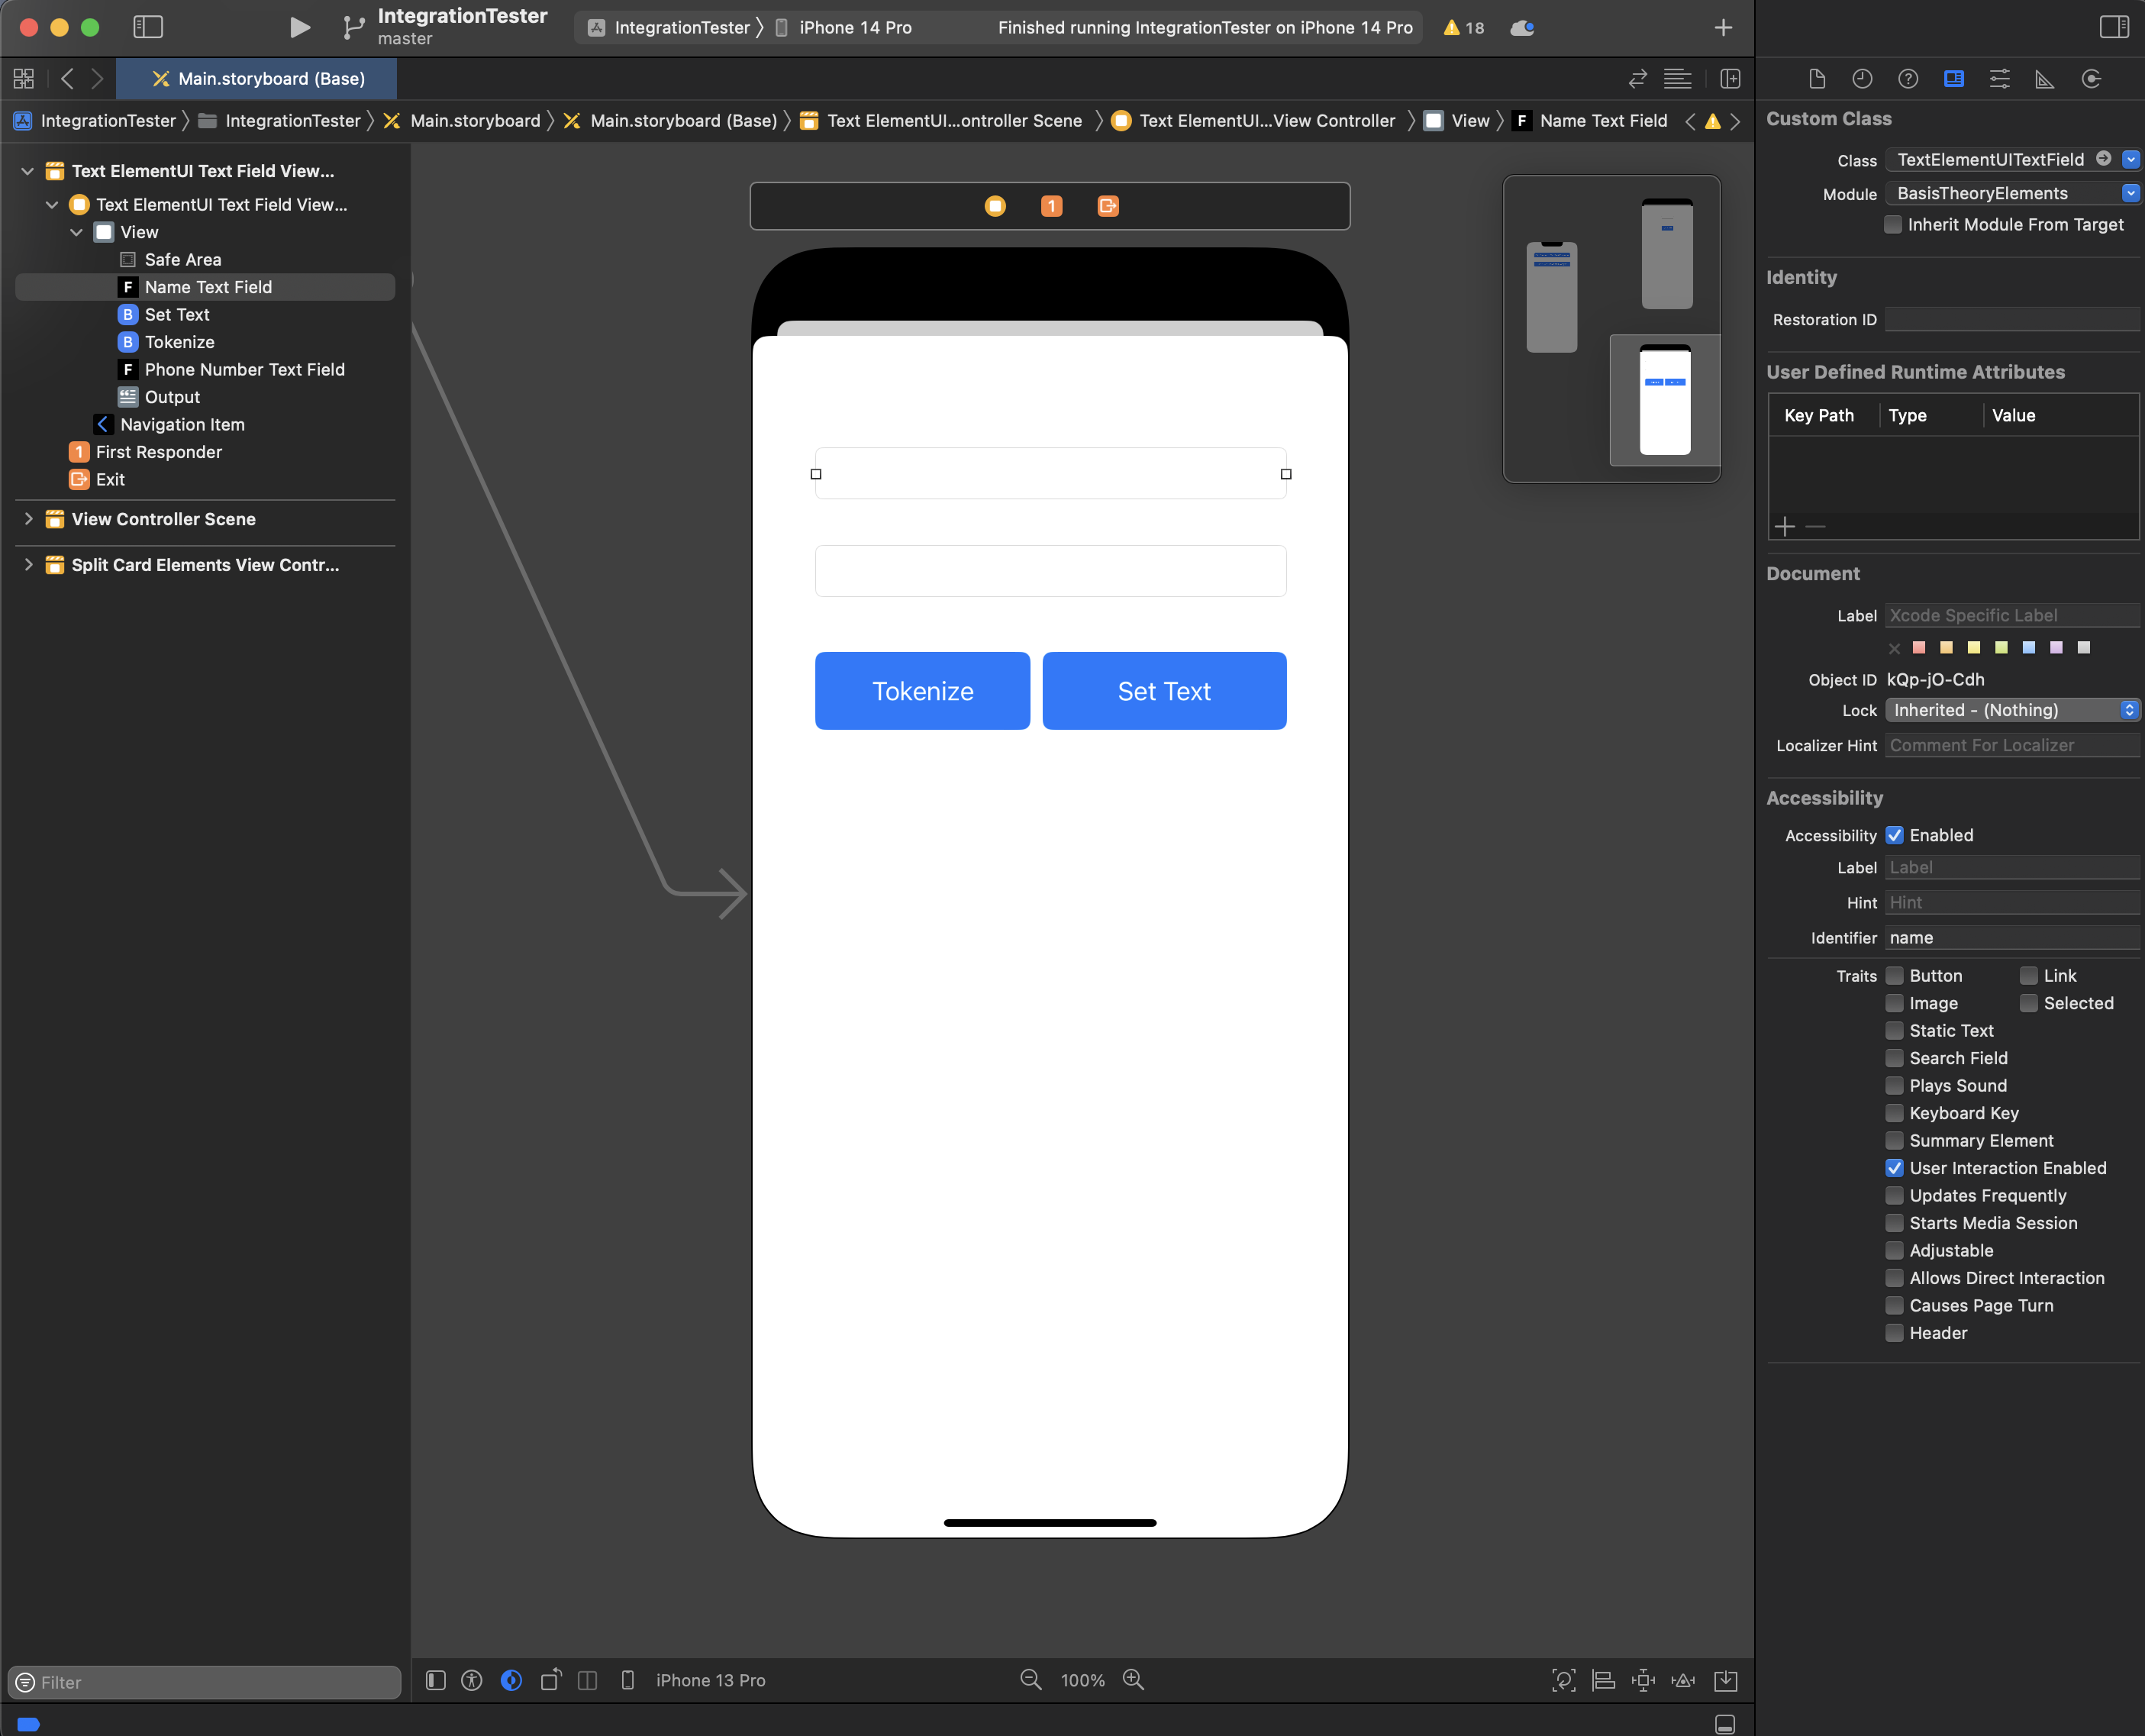 IntegrationTester
master
IntegrationTester
iPhone 14 Pro
Finished running IntegrationTester on iPhone 14 Pro
18
Main.storyboard (Base)
IntegrationTester
IntegrationTester
Main.storyboard
Main.storyboard (Base)
Text ElementUI...ontroller Scene
Text ElementUI...View Controller
View
F Name Text Field
Text ElementUI Text Field View...
Text ElementUI Text Field View...
View
Safe Area
F Name Text Field
B Set Text
B Tokenize
F Phone Number Text Field
Output
Navigation Item
1 First Responder
Exit
View Controller Scene
Split Card Elements View Contr...
Filter
1
Tokenize
Set Text
iPhone 13 Pro
100%
Custom Class
Class TextElementUITextField
Module BasisTheoryElements
Inherit Module From Target
Identity
Restoration ID
User Defined Runtime Attributes
Key Path Type Value
Document
Label Xcode Specific Label
Object ID kQp-jO-Cdh
Lock Inherited - (Nothing)
Localizer Hint Comment For Localizer
Accessibility
Accessibility Enabled
Label Label
Hint Hint
Identifier name
Traits Button Link
Image Selected
Static Text
Search Field
Plays Sound
Keyboard Key
Summary Element
User Interaction Enabled
Updates Frequently
Starts Media Session
Adjustable
Allows Direct Interaction
Causes Page Turn
Header